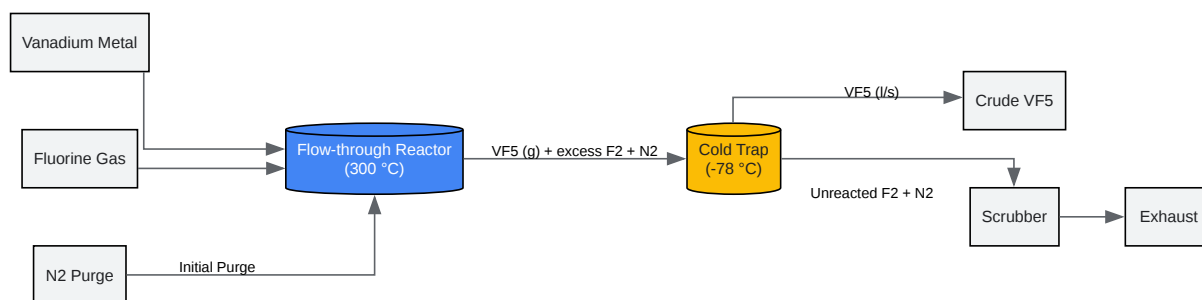 Vanadium Metal
Fluorine Gas
N2 Purge
Initial Purge
Flow-through Reactor
(300 °C)
VF5 (g) + excess F2 + N2
Cold Trap
(-78 °C)
VF5 (l/s)
Crude VF5
Unreacted F2 + N2
Scrubber
Exhaust